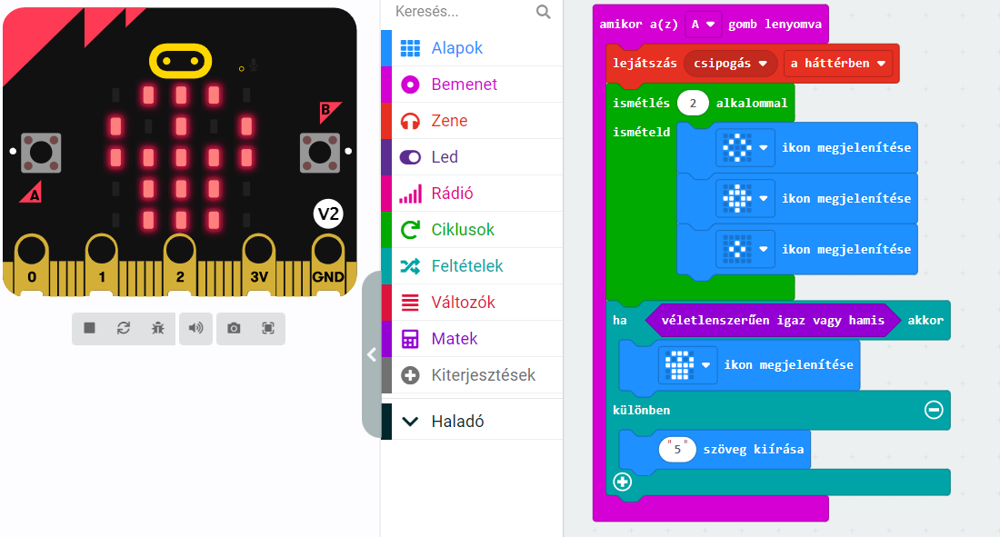 B
A
V2
0 1 2 3V GND
Keresés...
Alapok
Bemenet
Zene
Led
Rádió
Ciklusok
Feltételek
Változók
Matek
Kiterjesztések
Haladó
amikor a(z) A gomb lenyomva
lejátszás csipogás a háttérben
ismétlés 2 alkalommal
ismételd
ikon megjelenítése
ikon megjelenítése
ikon megjelenítése
ha véletlenszerűen igaz vagy hamis akkor
ikon megjelenítése
különben
"5" szöveg kiírása